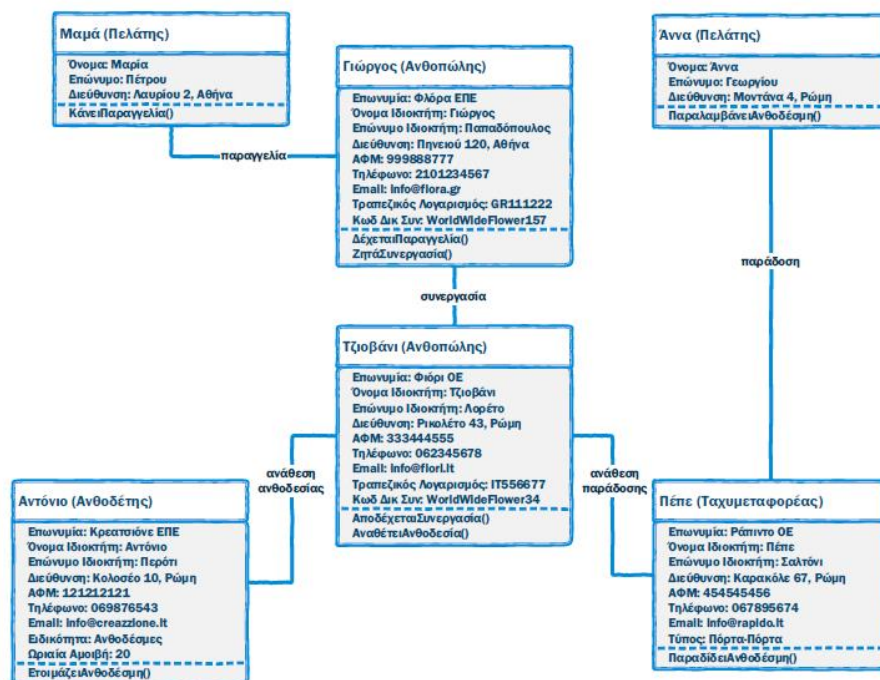 Μαμά (Πελάτης)
Όνομα: Μαρία
Επώνυμο: Πέτρου
Διεύθυνση: Λαυρίου 2, Αθήνα
ΚάνειΠαραγγελία()
παραγγελία
Γιώργος (Ανθοπώλης)
Επωνυμία: Φλόρα ΕΠΕ
Όνομα Ιδιοκτήτη: Γιώργος
Επώνυμο Ιδιοκτήτη: Παπαδόπουλος
Διεύθυνση: Πηνειού 120, Αθήνα
ΑΦΜ: 999888777
Τηλέφωνο: 2101234567
Email: info@flora.gr
Τραπεζικός Λογαρισμός: GR111222
Κωδ Δικ Συν: WorldWideFlower157
ΔέχεταιΠαραγγελία()
ΖητάΣυνεργασία()
Άννα (Πελάτης)
Όνομα: Άννα
Επώνυμο: Γεωργίου
Διεύθυνση: Μοντάνα 4, Ρώμη
ΠαραλαμβάνειΑνθοδέσμη()
παράδοση
συνεργασία
Τζιοβάνι (Ανθοπώλης)
Επωνυμία: Φιόρι ΟΕ
Όνομα Ιδιοκτήτη: Τζιοβάνι
Επώνυμο Ιδιοκτήτη: Λορέτο
Διεύθυνση: Ρικολέτο 43, Ρώμη
ΑΦΜ: 333444555
Τηλέφωνο: 062345678
Email: info@fiori.it
Τραπεζικός Λογαρισμός: IT556677
Κωδ Δικ Συν: WorldWideFlower34
ΑποδέχεταιΣυνεργασία()
ΑναθέτειΑνθοδεσία()
ανάθεση
ανθοδεσίας
ανάθεση
παράδοσης
Αντόνιο (Ανθοδέτης)
Επωνυμία: Κρεατσιόνε ΕΠΕ
Όνομα Ιδιοκτήτη: Αντόνιο
Επώνυμο Ιδιοκτήτη: Περότι
Διεύθυνση: Κολοσέο 10, Ρώμη
ΑΦΜ: 121212121
Τηλέφωνο: 069876543
Email: info@creazzione.it
Ειδικότητα: Ανθοδέσμες
Ωριαία Αμοιβή: 20
ΕτοιμάζειΑνθοδέσμη()
Πέπε (Ταχυμεταφορέας)
Επωνυμία: Ράπιντο ΟΕ
Όνομα Ιδιοκτήτη: Πέπε
Επώνυμο Ιδιοκτήτη: Σαλτόνι
Διεύθυνση: Καρακόλε 67, Ρώμη
ΑΦΜ: 454545456
Τηλέφωνο: 067895674
Email: info@rapido.it
Τύπος: Πόρτα-Πόρτα
ΠαραδίδειΑνθοδέσμη()